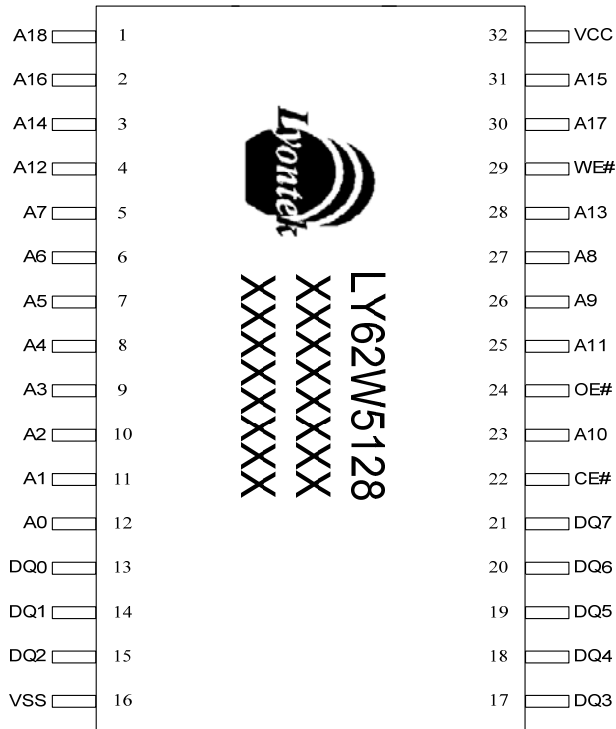 A18 1 32 VCC
A16 2 31 A15
A14 3 30 A17
A12 4 29 WE#
A7 5 28 A13
A6 6 27 A8
A5 7 26 A9
A4 8 25 A11
A3 9 24 OE#
A2 10 23 A10
A1 11 22 CE#
A0 12 21 DQ7
DQ0 13 20 DQ6
DQ1 14 19 DQ5
DQ2 15 18 DQ4
VSS 16 17 DQ3
Lyontek
LY62W5128
XXXXXXXX
XXXXXXXX